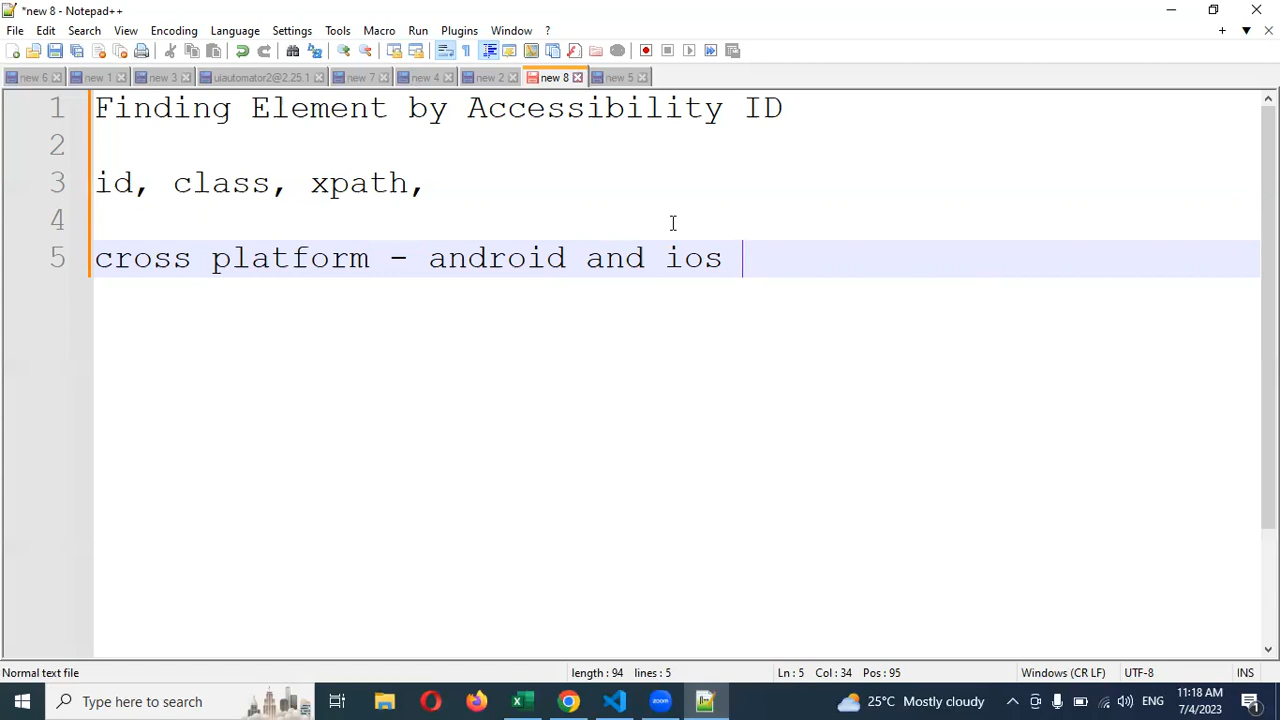 *new 8 - Notepad++
File Edit Search View Encoding Language Settings Tools Macro Run Plugins Window ?
new 6 new 1 new 3 uiautomator2@2.25.1 new 7 new 4 new 2 new 8 new 5
1 Finding Element by Accessibility ID
2
3 id, class, xpath,
4
5 cross platform - android and ios
Normal text file length : 94 lines : 5 Ln : 5 Col : 34 Pos : 95 Windows (CR LF) UTF-8 INS
Type here to search zoom 25°C Mostly cloudy ENG 11:18 AM
7/4/2023 1